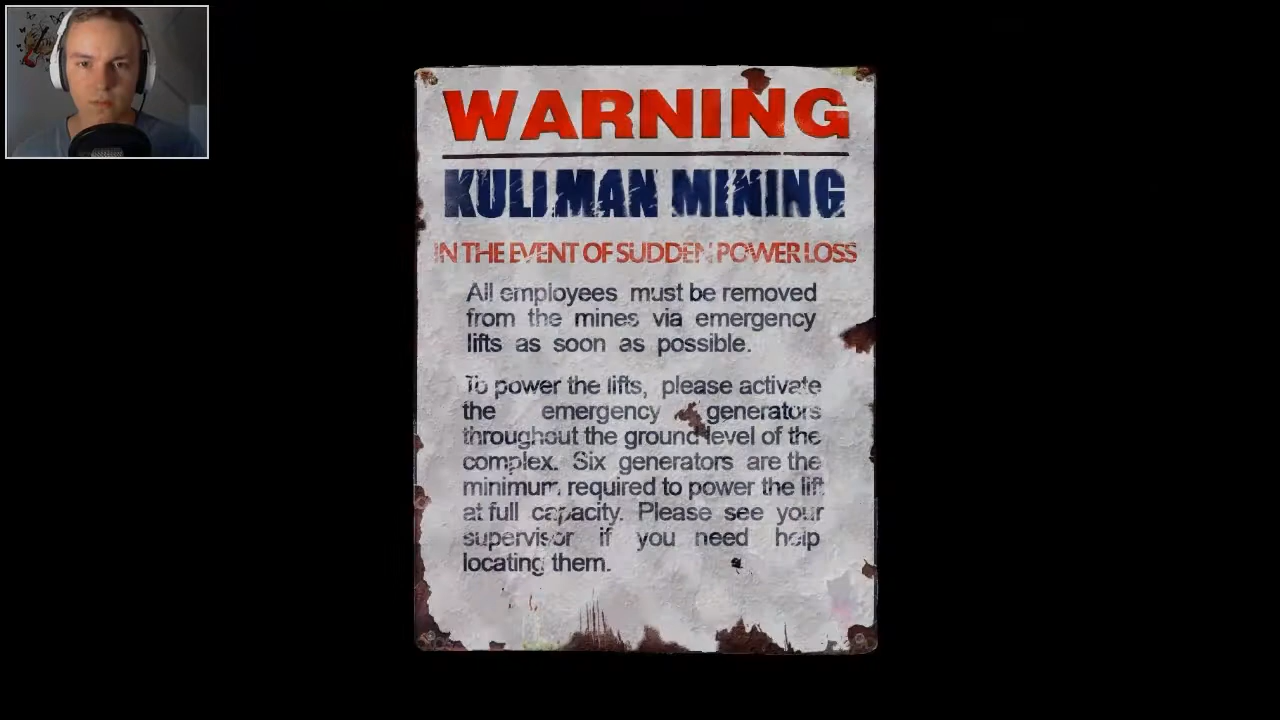 WARNING
KULLMAN MINING
IN THE EVENT OF SUDDEN POWER LOSS
All employees must be removed
from the mines via emergency
lifts as soon as possible.
To power the lifts, please activate
the emergency generators
throughout the ground level of the
complex. Six generators are the
minimum required to power the lift
at full capacity. Please see your
supervisor if you need help
locating them.